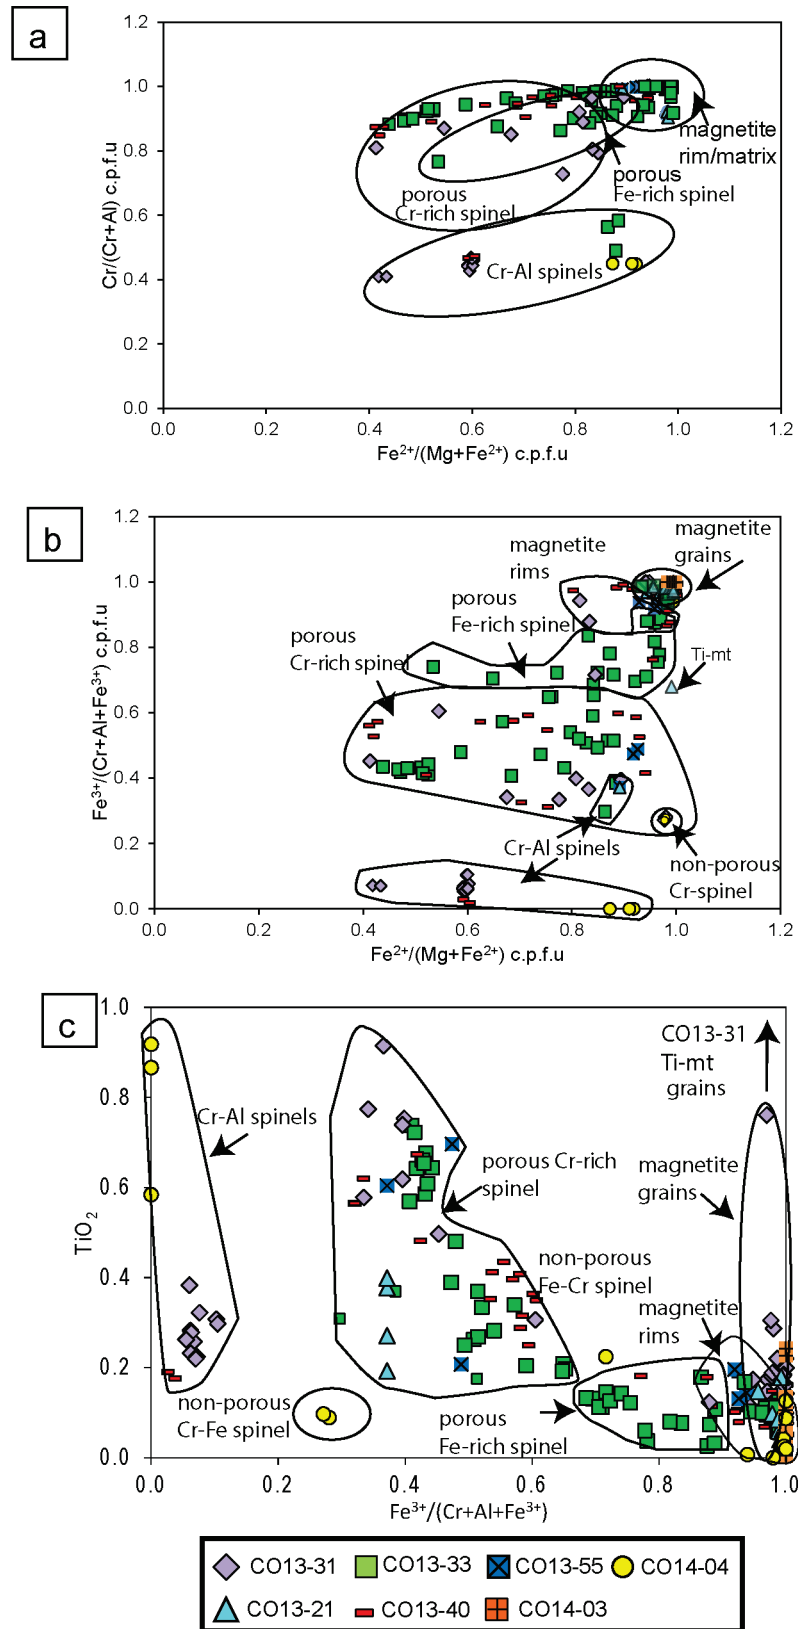 a
1.2
1.0
0.8
0.6
0.4
0.2
0.0
Cr/(Cr+Al) c.p.f.u
magnetite
rim/matrix
porous
Fe-rich spinel
porous
Cr-rich spinel
Cr-Al spinels
0.0 0.2 0.4 0.6 0.8 1.0 1.2
Fe²⁺/(Mg+Fe²⁺) c.p.f.u
b
1.2
1.0
0.8
0.6
0.4
0.2
0.0
Fe³⁺/(Cr+Al+Fe³⁺) c.p.f.u
magnetite
rims
magnetite
grains
porous
Fe-rich spinel
porous
Cr-rich spinel
Ti-mt
Cr-Al spinels
non-porous
Cr-spinel
0.0 0.2 0.4 0.6 0.8 1.0 1.2
Fe²⁺/(Mg+Fe²⁺) c.p.f.u
c
1.0
0.8
0.6
0.4
0.2
0.0
TiO₂
CO13-31
Ti-mt
grains
Cr-Al spinels
porous Cr-rich
spinel
magnetite
grains
non-porous
Fe-Cr spinel
magnetite
rims
non-porous
Cr-Fe spinel
porous
Fe-rich spinel
0.0 0.2 0.4 0.6 0.8 1.0
Fe³⁺/(Cr+Al+Fe³⁺)
CO13-31 CO13-33 CO13-55 CO14-04
CO13-21 CO13-40 CO14-03